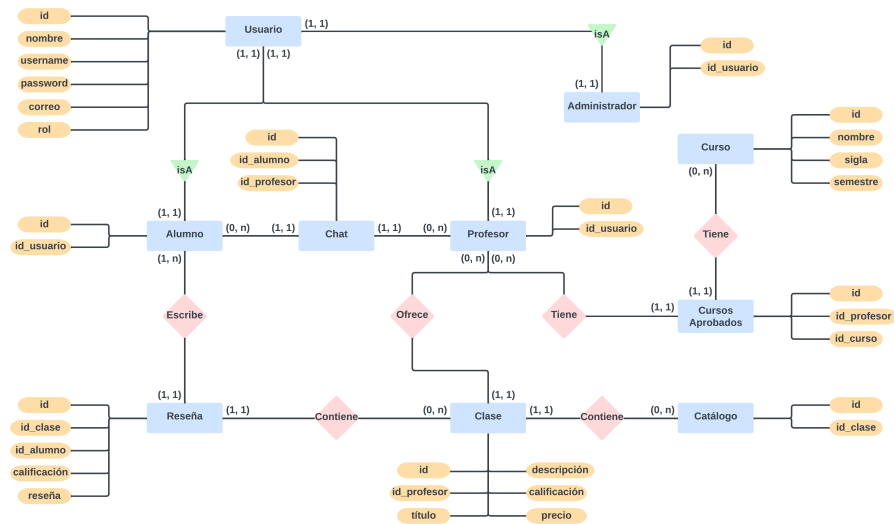 id
nombre
username
password
correo
rol
Usuario
(1, 1)
(1, 1)
(1, 1)
isA
(1, 1)
Administrador
id
id_usuario
id
id_alumno
id_profesor
isA
isA
Curso
(0, n)
id
nombre
sigla
semestre
id
id_usuario
(1, 1)
Alumno
(0, n)
(1, n)
(1, 1)
Chat
(1, 1)
(0, n)
(1, 1)
Profesor
(0, n)
(0, n)
id
id_usuario
Tiene
(1, 1)
Escribe
Ofrece
Tiene
(1, 1)
Cursos
Aprobados
id
id_profesor
id_curso
id
id_clase
id_alumno
calificación
reseña
(1, 1)
Reseña
(1, 1)
Contiene
(0, n)
(1, 1)
Clase
(1, 1)
Contiene
(0, n)
Catálogo
id
id_clase
id
id_profesor
título
descripción
calificación
precio